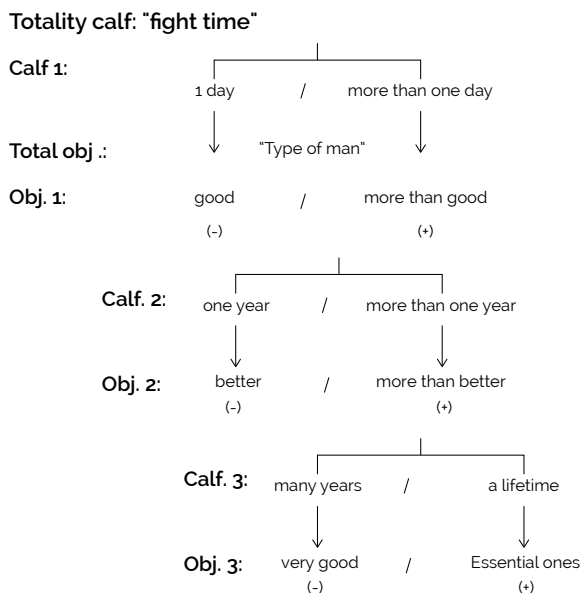 Totality calf: "fight time"
Calf 1:
1 day / more than one day
Total obj .: "Type of man"
Obj. 1: good / more than good
(-) (+)
Calf. 2: one year / more than one year
Obj. 2: better / more than better
(-) (+)
Calf. 3: many years / a lifetime
Obj. 3: very good / Essential ones
(-) (+)